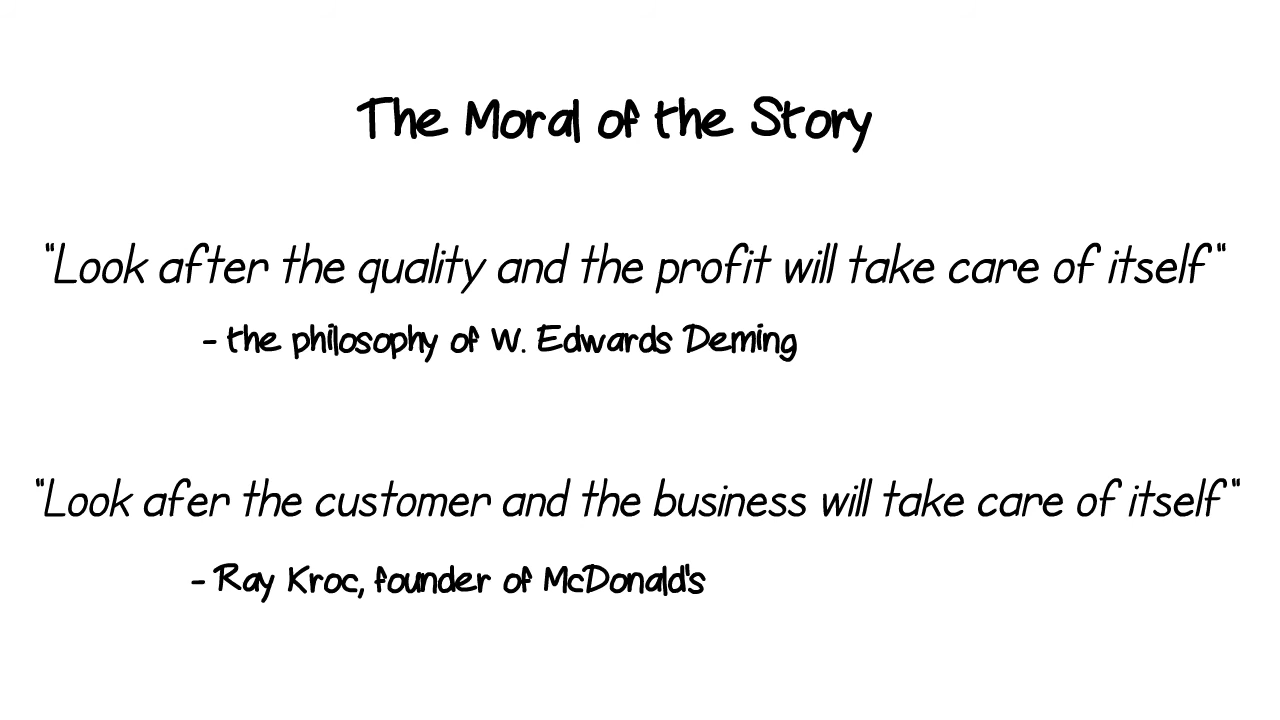 The Moral of the Story
"Look after the quality and the profit will take care of itself"
- the philosophy of W. Edwards Deming
"Look afer the customer and the business will take care of itself"
- Ray Kroc, founder of McDonald's